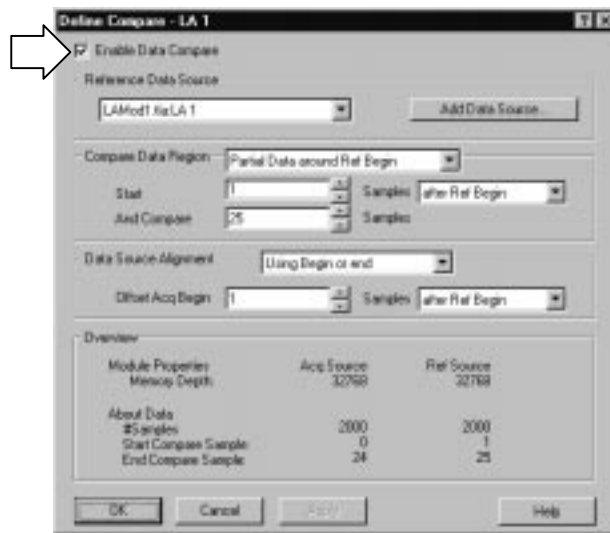 Define Compare - LA 1
Enable Data Compare
Reference Data Source
LAMod1.tla:LA 1
Add Data Source...
Compare Data Region
Partial Data around Ref Begin
Start 1 Samples after Ref Begin
And Compare 25 Samples
Data Source Alignment
Using Begin or end
Offset Acq Begin 1 Samples after Ref Begin
Overview
Module Properties Acq Source Ref Source
Memory Depth 32768 32768
About Data
#Samples 2000 2000
Start Compare Sample 0 1
End Compare Sample 24 25
OK Cancel Apply Help